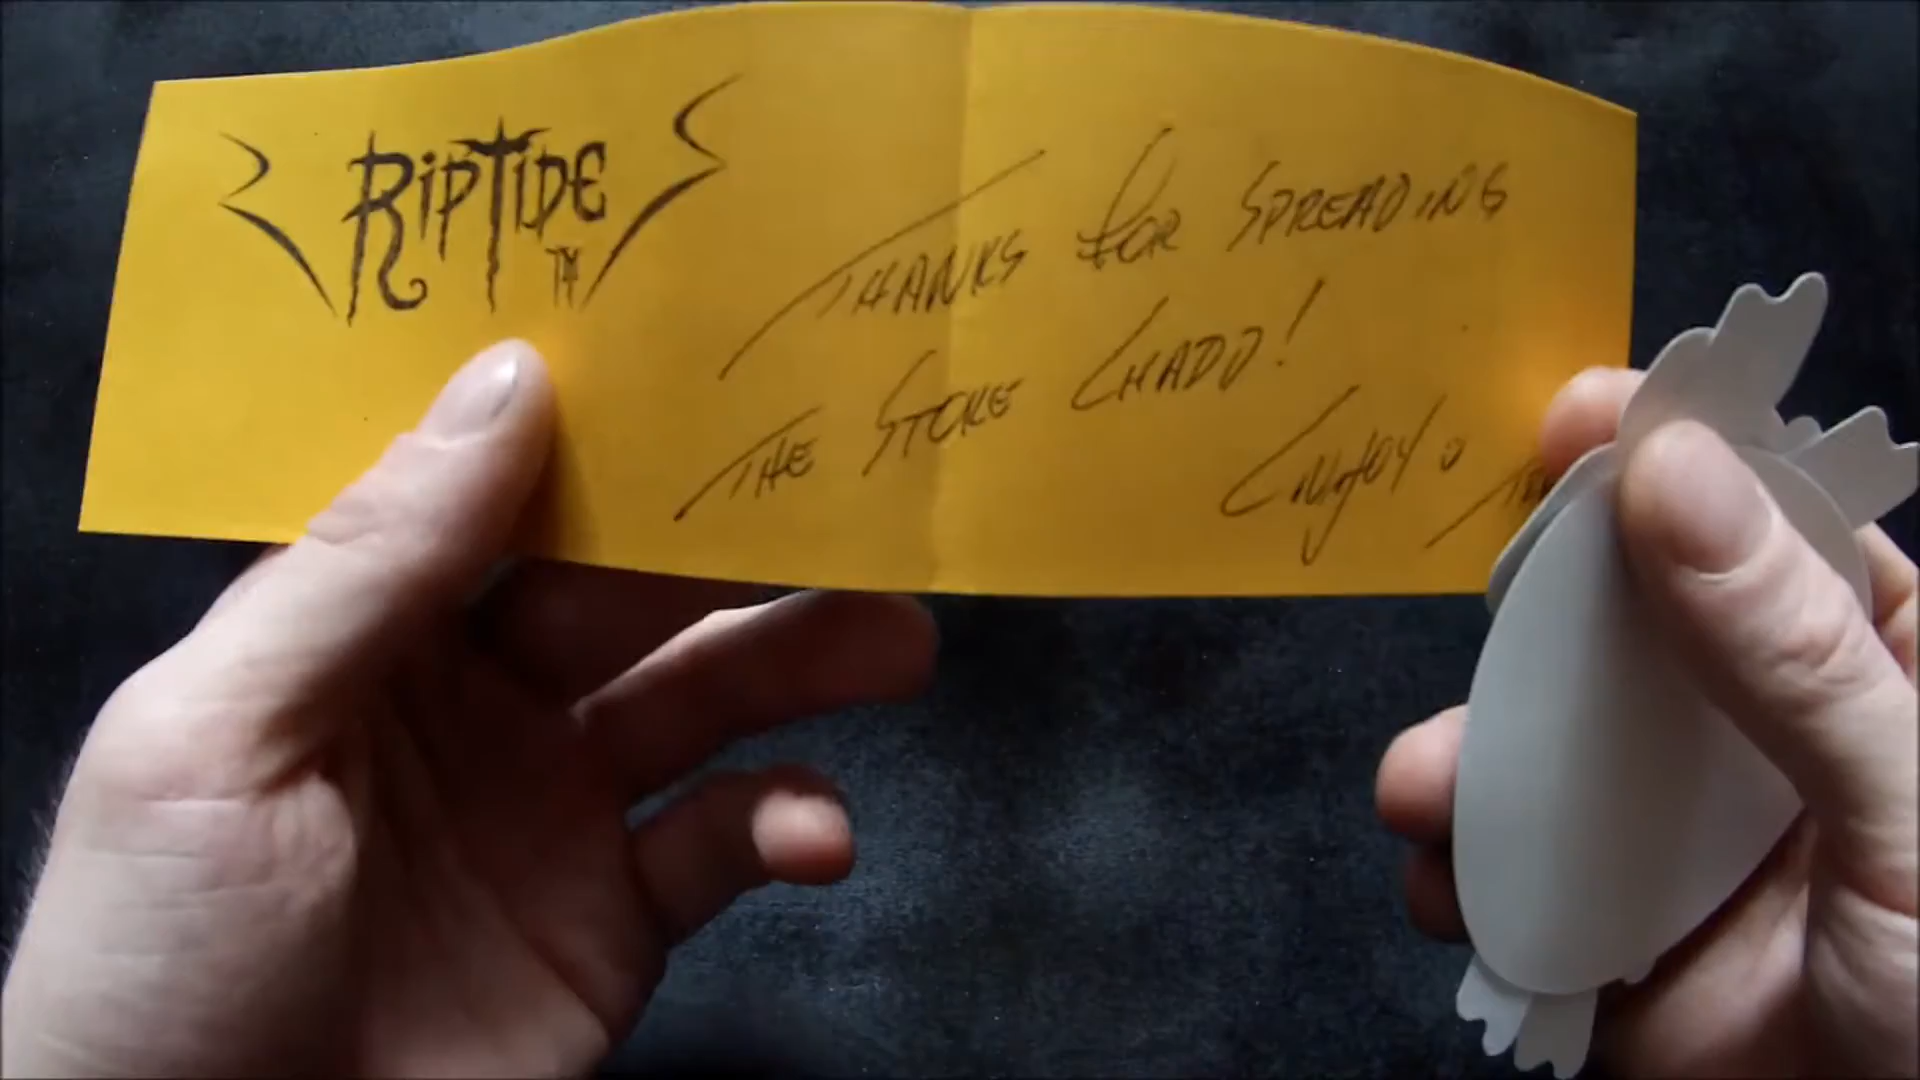 RIPTIDE
TM
THANKS FOR SPREADING
THE STOKE CHADD!
ENJOY